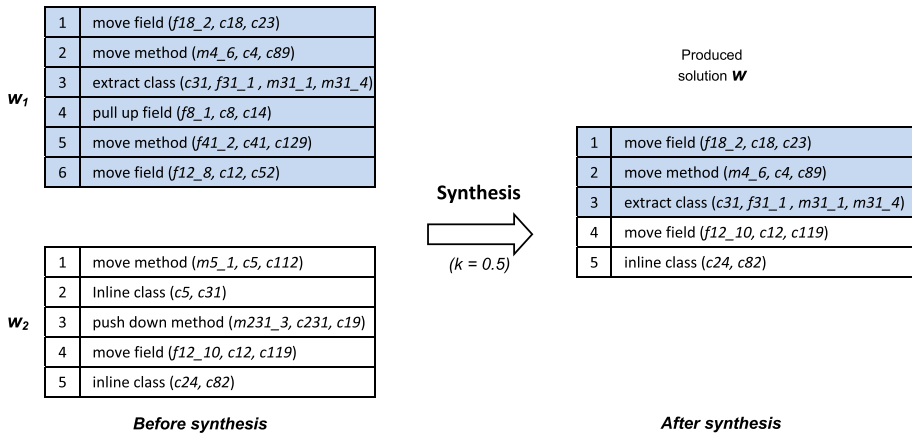 w1
1 move field (f18_2, c18, c23)
2 move method (m4_6, c4, c89)
3 extract class (c31, f31_1 , m31_1, m31_4)
4 pull up field (f8_1, c8, c14)
5 move method (f41_2, c41, c129)
6 move field (f12_8, c12, c52)
w2
1 move method (m5_1, c5, c112)
2 Inline class (c5, c31)
3 push down method (m231_3, c231, c19)
4 move field (f12_10, c12, c119)
5 inline class (c24, c82)
Before synthesis
Synthesis
(k = 0.5)
Produced
solution w
1 move field (f18_2, c18, c23)
2 move method (m4_6, c4, c89)
3 extract class (c31, f31_1 , m31_1, m31_4)
4 move field (f12_10, c12, c119)
5 inline class (c24, c82)
After synthesis